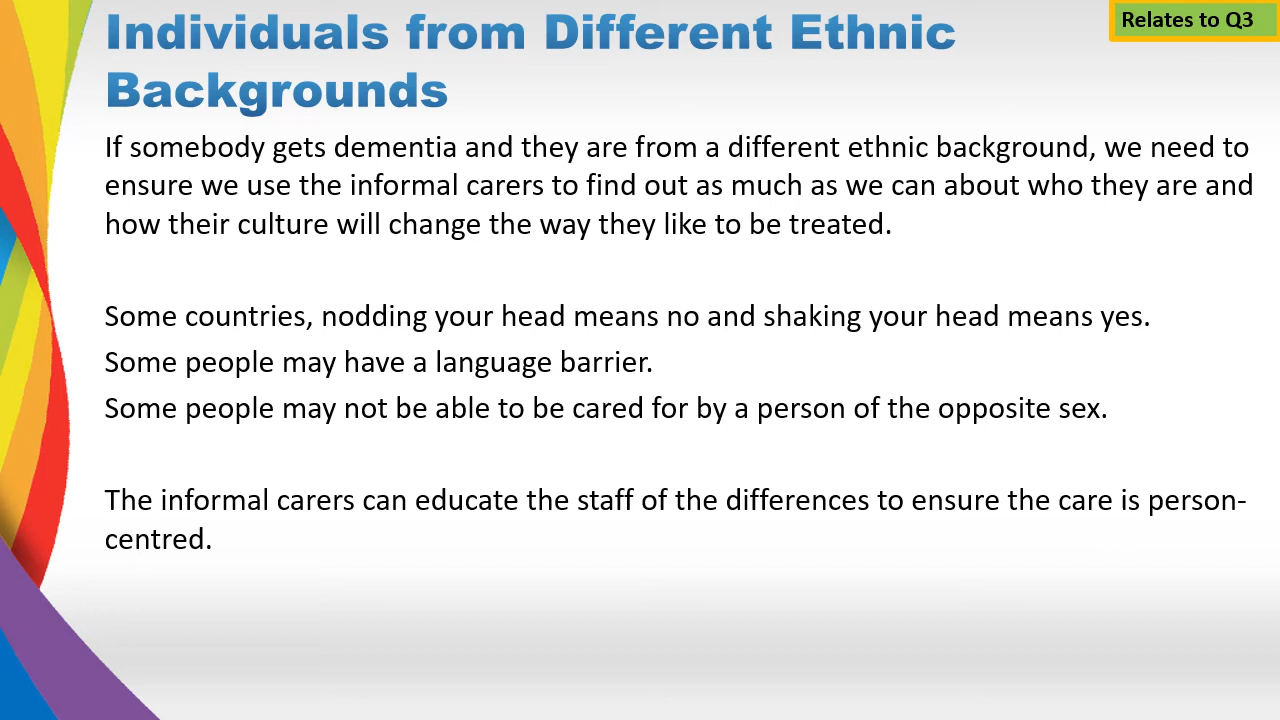 Relates to Q3
Individuals from Different Ethnic
Backgrounds
If somebody gets dementia and they are from a different ethnic background, we need to
ensure we use the informal carers to find out as much as we can about who they are and
how their culture will change the way they like to be treated.
Some countries, nodding your head means no and shaking your head means yes.
Some people may have a language barrier.
Some people may not be able to be cared for by a person of the opposite sex.
The informal carers can educate the staff of the differences to ensure the care is person-
centred.